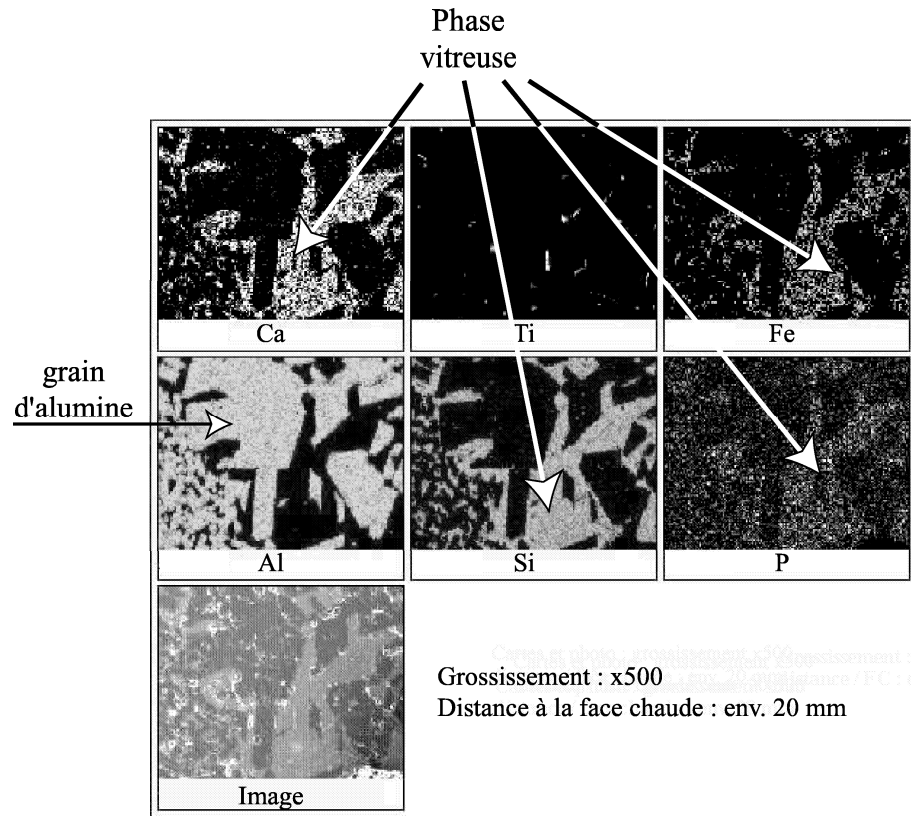 Phase
vitreuse
Ca
Ti
Fe
grain
d'alumine
Al
Si
P
Grossissement : x500
Distance à la face chaude : env. 20 mm
Image